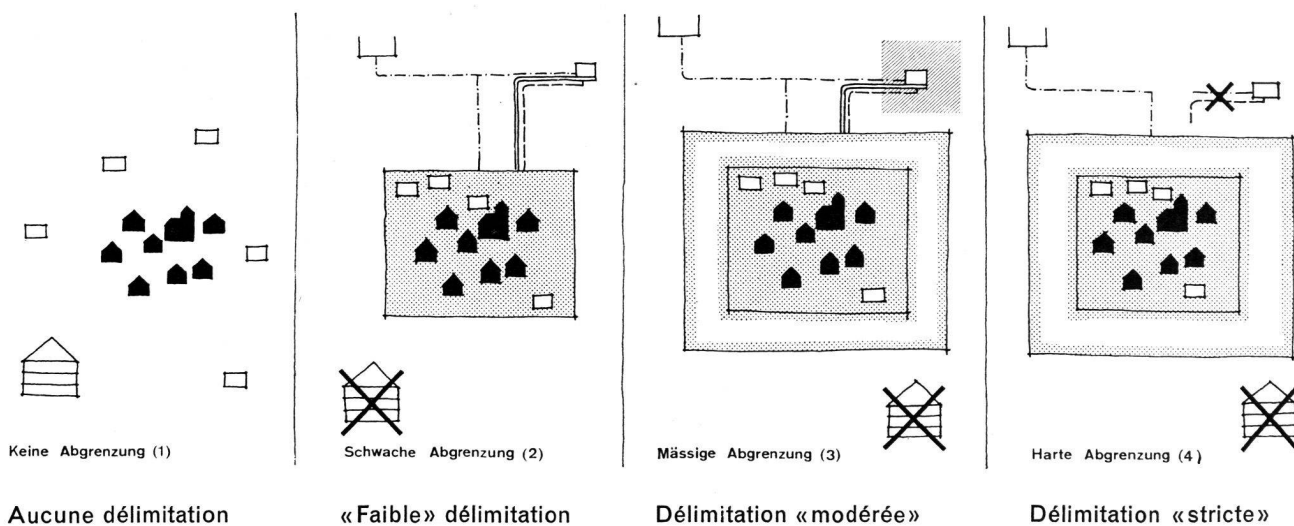 Keine Abgrenzung (1)
Schwache Abgrenzung (2)
Mässige Abgrenzung (3)
Harte Abgrenzung (4)
Aucune délimitation
«Faible» délimitation
Délimitation «modérée»
Délimitation «stricte»